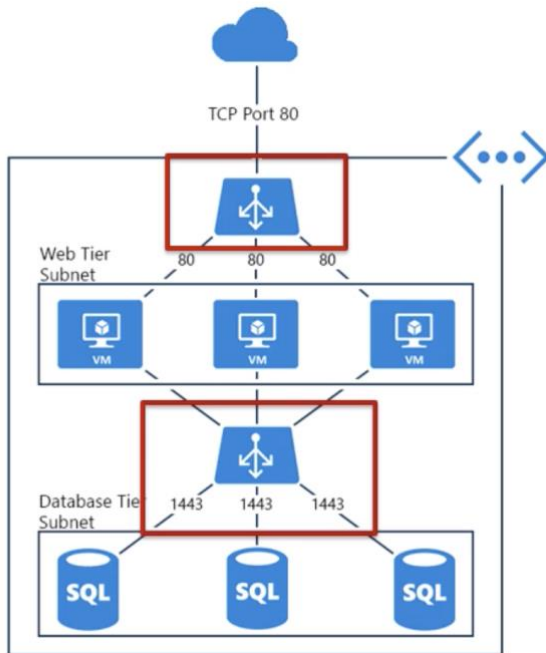 TCP Port 80
Web Tier
Subnet
80 80 80
VM VM VM
Database Tier
Subnet
1443 1443 1443
SQL SQL SQL